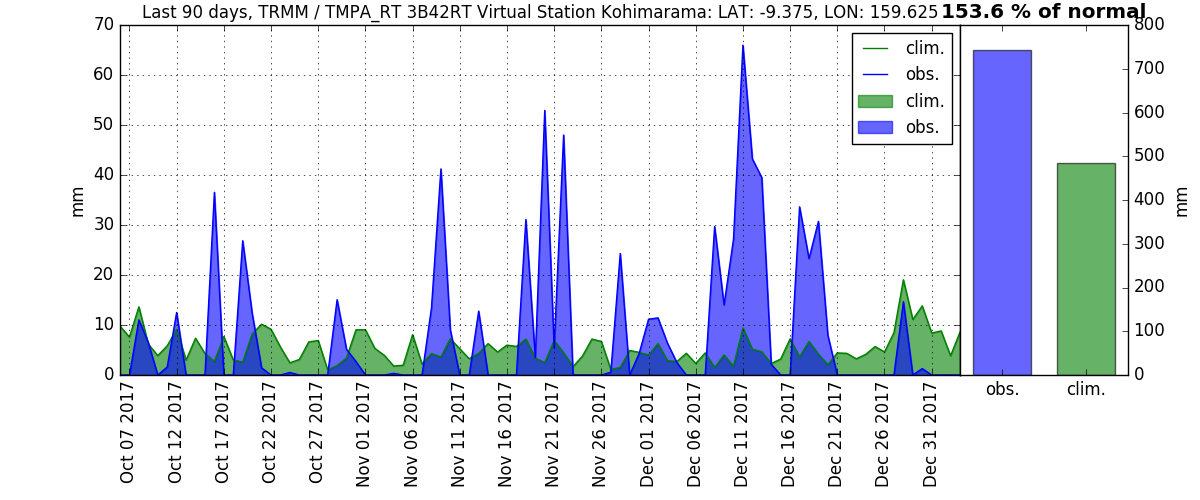 Last 90 days, TRMM / TMPA_RT 3B42RT Virtual Station Kohimarama: LAT: -9.375, LON: 159.625
153.6 % of normal
mm
70
60
50
40
30
20
10
0
clim.
obs.
clim.
obs.
Oct 07 2017
Oct 12 2017
Oct 17 2017
Oct 22 2017
Oct 27 2017
Nov 01 2017
Nov 06 2017
Nov 11 2017
Nov 16 2017
Nov 21 2017
Nov 26 2017
Dec 01 2017
Dec 06 2017
Dec 11 2017
Dec 16 2017
Dec 21 2017
Dec 26 2017
Dec 31 2017
800
700
600
500
400
300
200
100
0
mm
obs.
clim.